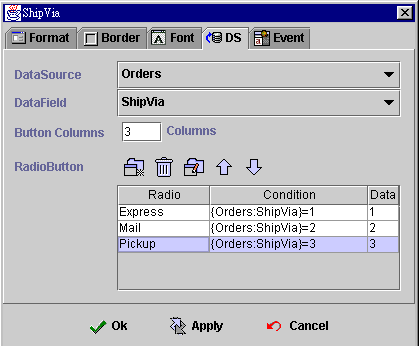 ShipVia
Format Border Font DS Event
DataSource Orders
DataField ShipVia
Button Columns 3 Columns
RadioButton
Radio Condition Data
Express {Orders:ShipVia}=1 1
Mail {Orders:ShipVia}=2 2
Pickup {Orders:ShipVia}=3 3
Ok Apply Cancel